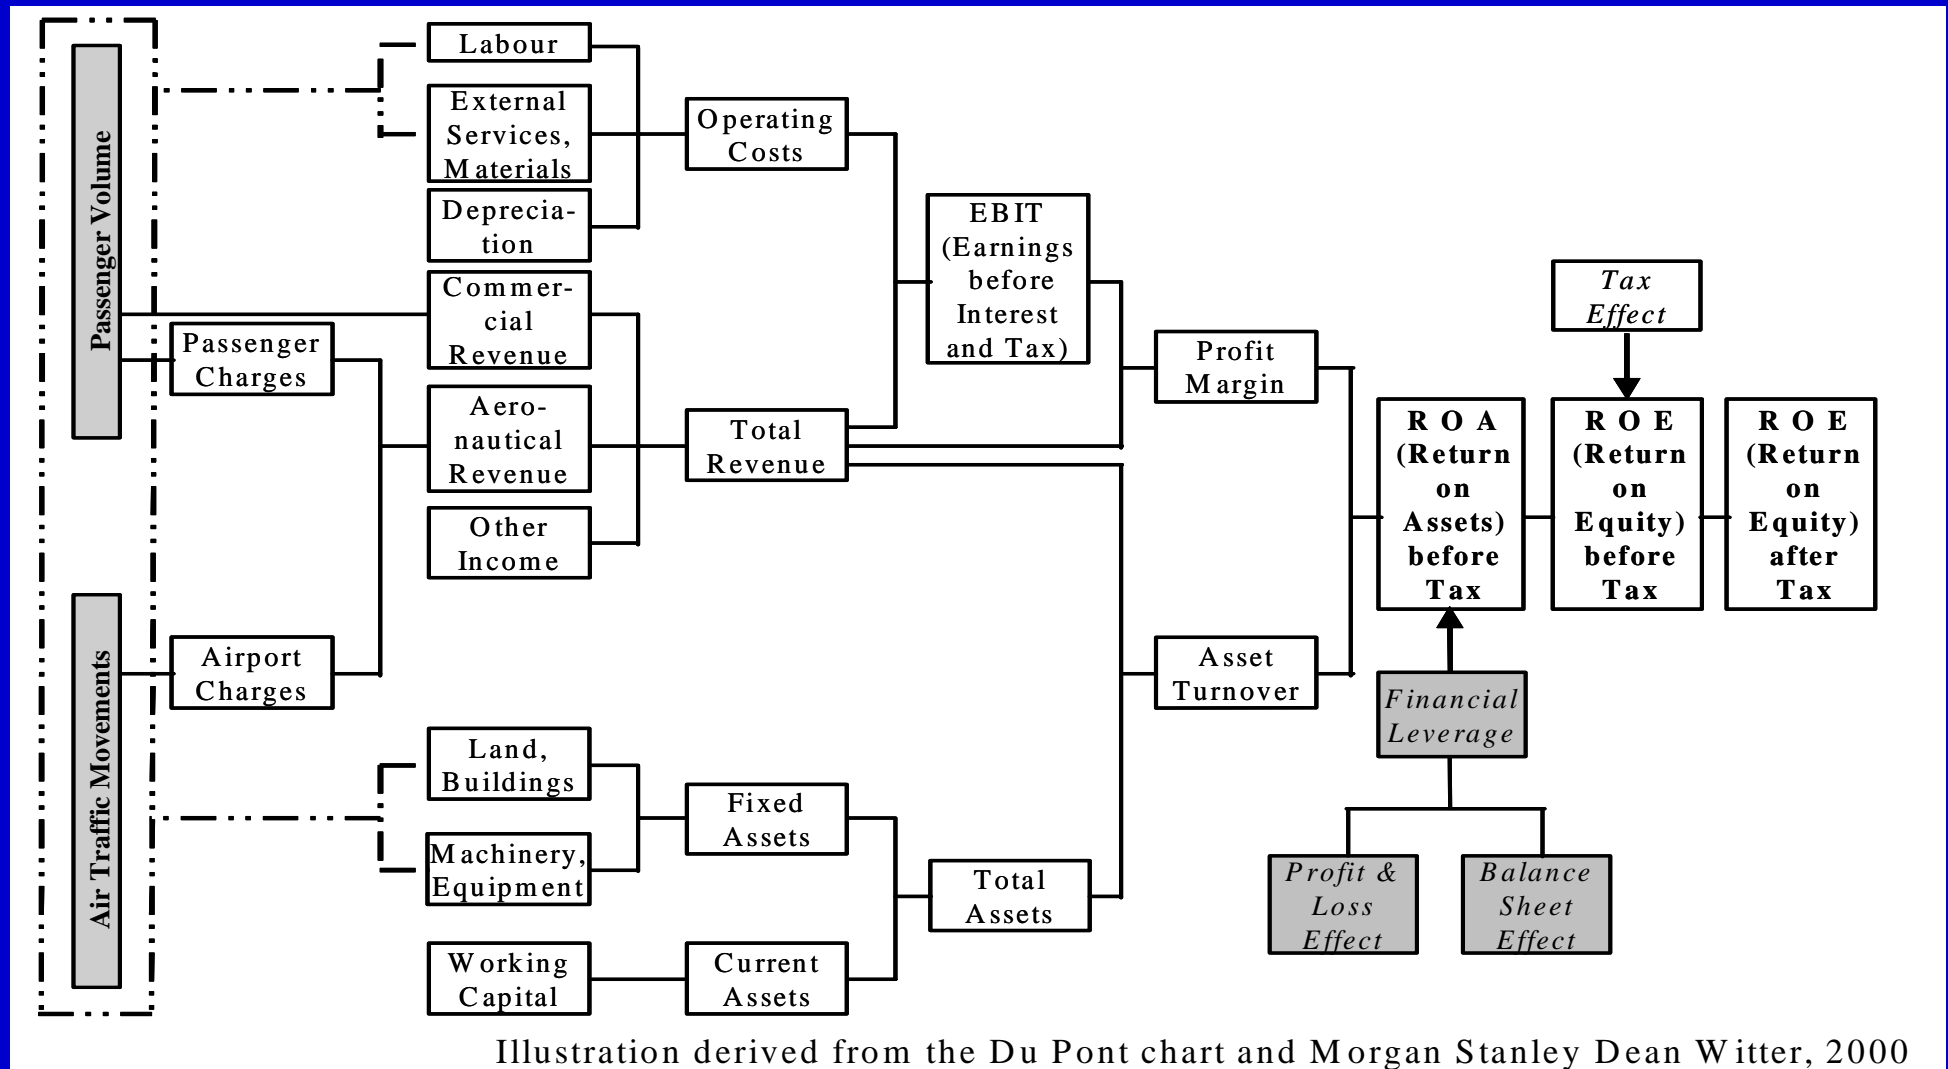 Passenger Volume
Air Traffic Movements
Passenger
Charges
Airport
Charges
Labour
External
Services,
Materials
Deprecia-
tion
Commer-
cial
Revenue
Aero-
nautical
Revenue
Other
Income
Land,
Buildings
Machinery,
Equipment
Working
Capital
Operating
Costs
Total
Revenue
Fixed
Assets
Current
Assets
EBIT
(Earnings
before
Interest
and Tax)
Total
Assets
Profit
Margin
Asset
Turnover
ROA
(Return
on
Assets)
before
Tax
Financial
Leverage
Profit &
Loss
Effect
Balance
Sheet
Effect
Tax
Effect
ROE
(Return
on
Equity)
before
Tax
ROE
(Return
on
Equity)
after
Tax
Illustration derived from the Du Pont chart and Morgan Stanley Dean Witter, 2000